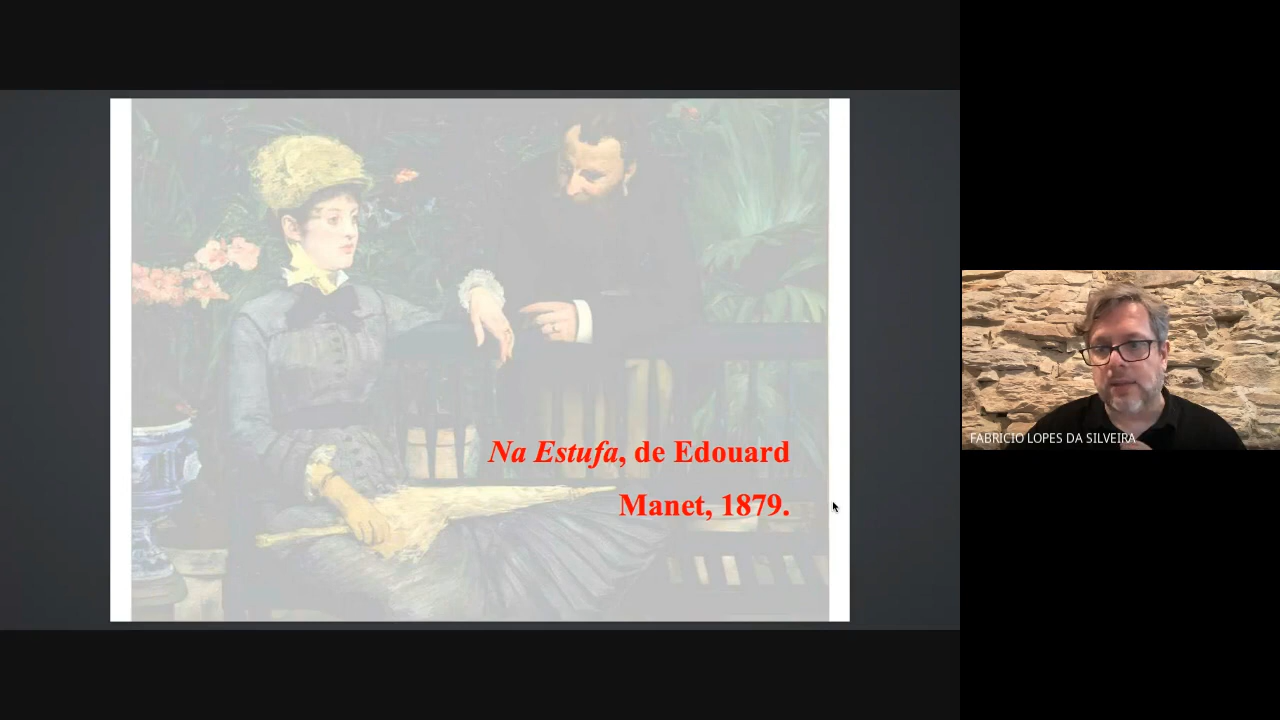 Na Estufa, de Edouard
Manet, 1879.
FABRICIO LOPES DA SILVEIRA